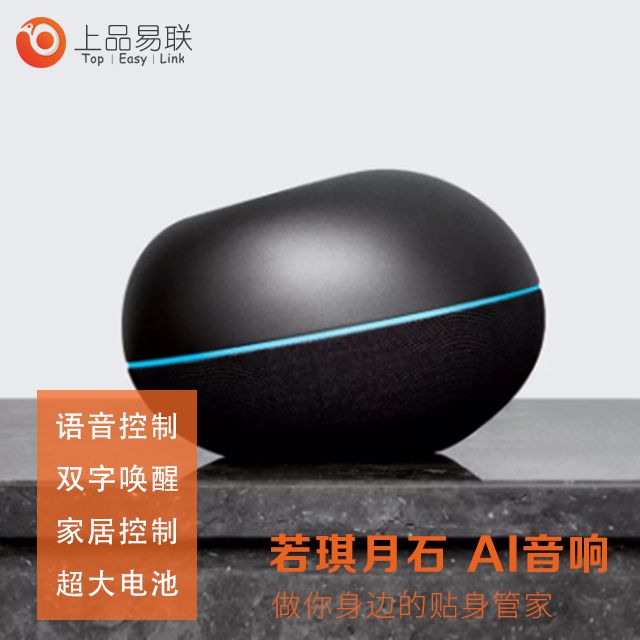 上品易联
Top | Easy | Link
语音控制
双字唤醒
家居控制
超大电池
若琪月石 AI音响
做你身边的贴身管家